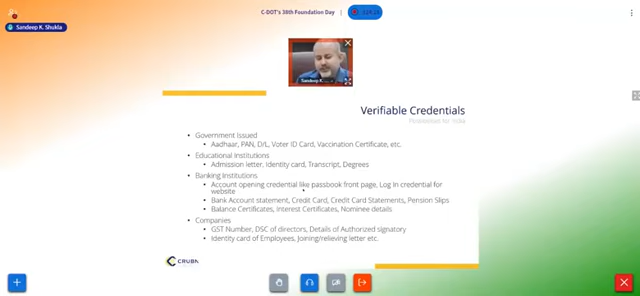 C-DOT's 38th Foundation Day
Sandeep K. Shukla
Sandeep K.
Verifiable Credentials
Government Issued
Aadhaar, PAN, D/L, Voter ID Card, Vaccination Certificate, etc.
Educational Institutions
Admission letter, Identity card, Transcript, Degrees
Banking Institutions
Account opening credential like passbook front page, Log In credential for
website
Bank Account statement, Credit Card, Credit Card Statements, Pension Slips
Balance Certificates, Interest Certificates, Nominee details
Companies
GST Number, DSC of directors, Details of Authorized signatory
Identity card of Employees, Joining/relieving letter etc.
CRUBN